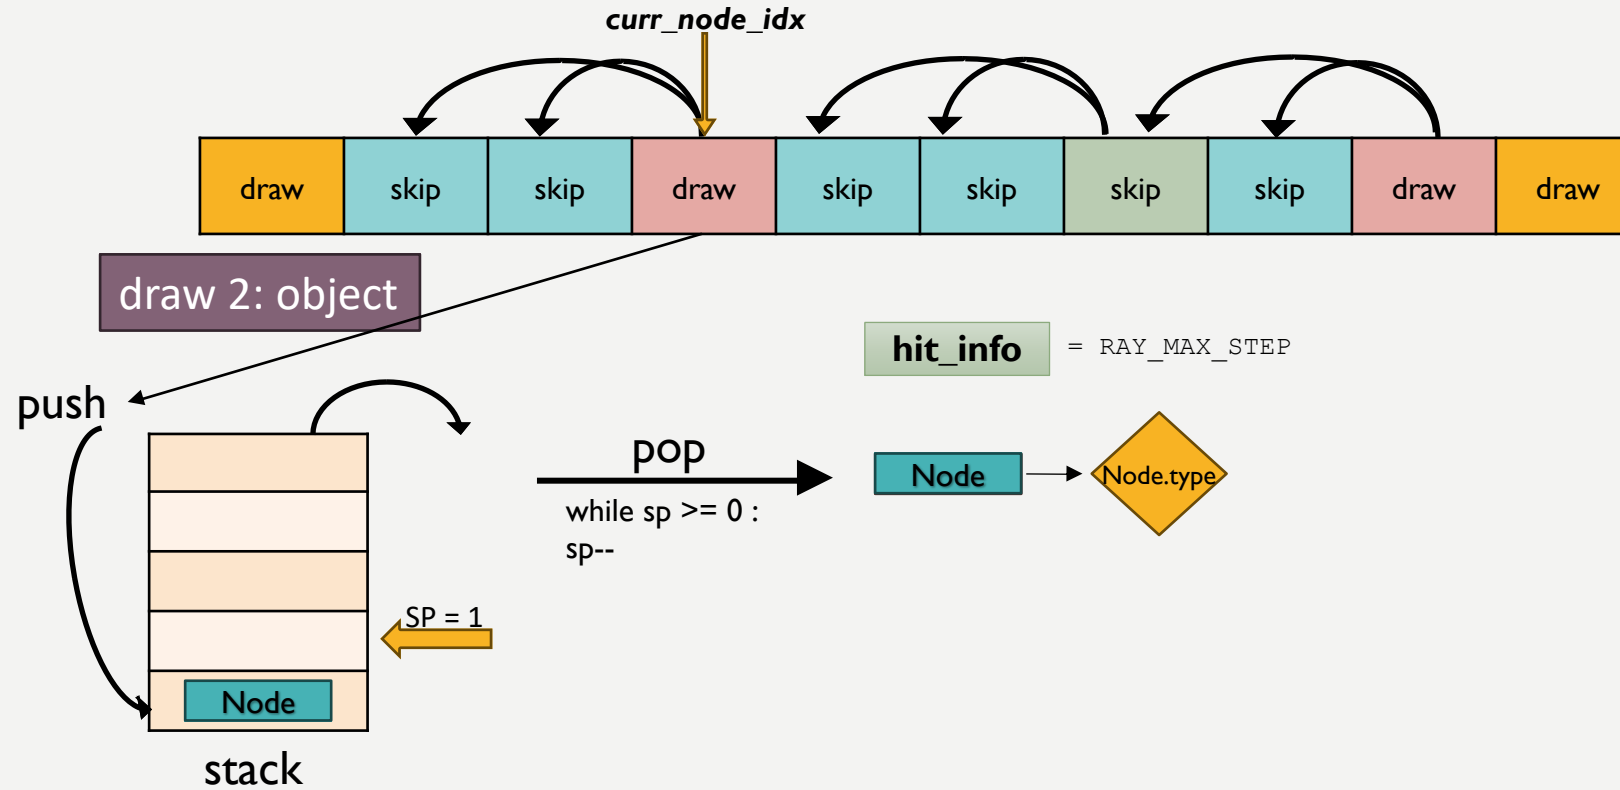 curr_node_idx
draw skip skip draw skip skip skip skip draw draw
draw 2: object
hit_info = RAY_MAX_STEP
push
pop
Node Node.type
while sp >= 0 :
sp--
SP = 1
Node
stack